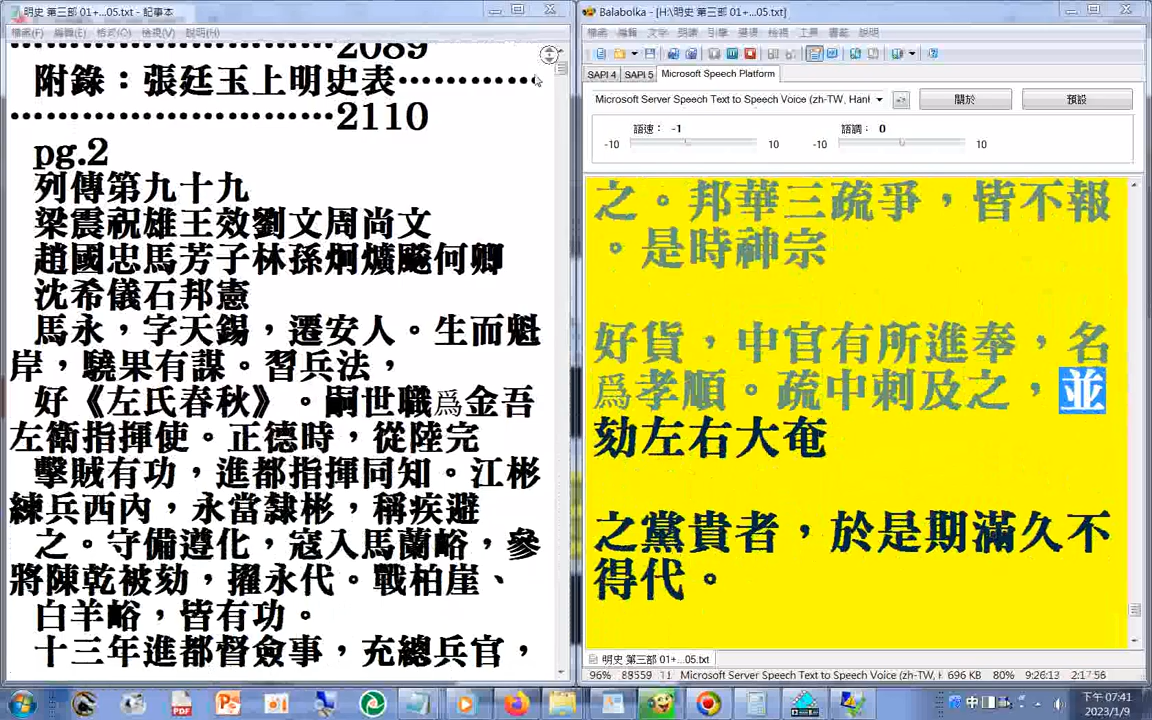 明史 第三部 01+...05.txt - 記事本
檔案(F) 編輯(E) 格式(O) 檢視(V) 說明(H)
························2089
附錄：張廷玉上明史表············
························2110
pg.2
列傳第九十九
梁震祝雄王效劉文周尚文
趙國忠馬芳子林孫炯爌飈何卿
沈希儀石邦憲
馬永，字天錫，遷安人。生而魁
岸，驍果有謀。習兵法，
好《左氏春秋》。嗣世職爲金吾
左衛指揮使。正德時，從陸完
擊賊有功，進都指揮同知。江彬
練兵西內，永當隸彬，稱疾避
之。守備遵化，寇入馬蘭峪，參
將陳乾被劾，擢永代。戰柏崖、
白羊峪，皆有功。
十三年進都督僉事，充總兵官，
Balabolka - [H:\明史 第三部 01+...05.txt]
檔案 編輯 文字 朗讀 引擎 選項 檢視 工具 書籤 說明
SAPI 4 SAPI 5 Microsoft Speech Platform
Microsoft Server Speech Text to Speech Voice (zh-TW, Hanl 關於 預設
語速： -1 語調： 0
-10 10 -10 10
之。邦華三疏爭，皆不報
。是時神宗
好貨，中官有所進奉，名
爲孝順。疏中刺及之，並
劾左右大奄
之黨貴者，於是期滿久不
得代。
明史 第三部 01+...05.txt
96% 88559 11 Microsoft Server Speech Text to Speech Voice (zh-TW, H 696 KB 80% 9:26:13 2:17:56
中
下午 07:41
2023/1/9